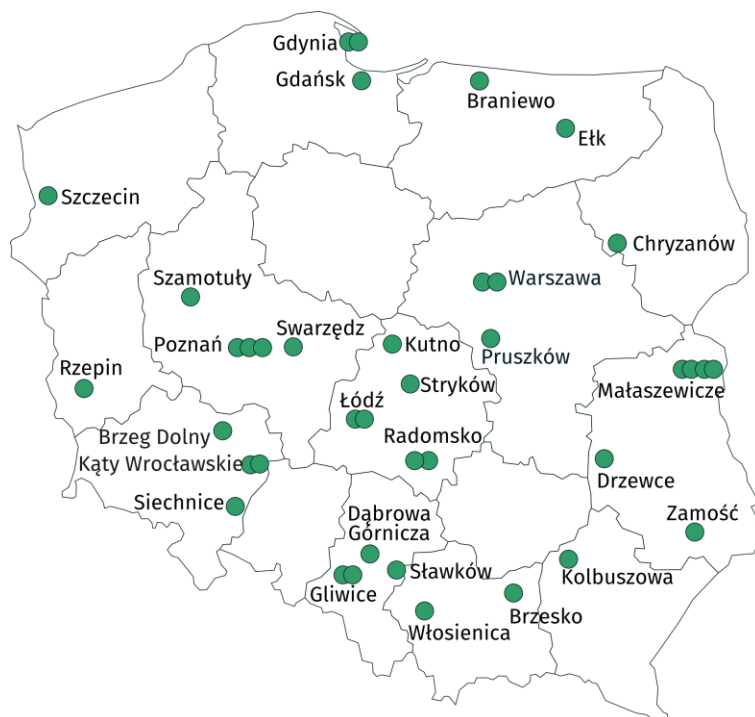 Gdynia
Gdańsk
Braniewo
Ełk
Szczecin
Chryzanów
Szamotuły
Warszawa
Poznań
Swarzędz
Kutno
Pruszków
Rzepin
Stryków
Małaszewicze
Łódź
Brzeg Dolny
Radomsko
Kąty Wrocławskie
Drzewce
Siechnice
Dąbrowa
Górnicza
Zamość
Sławków
Kolbuszowa
Gliwice
Włosienica
Brzesko